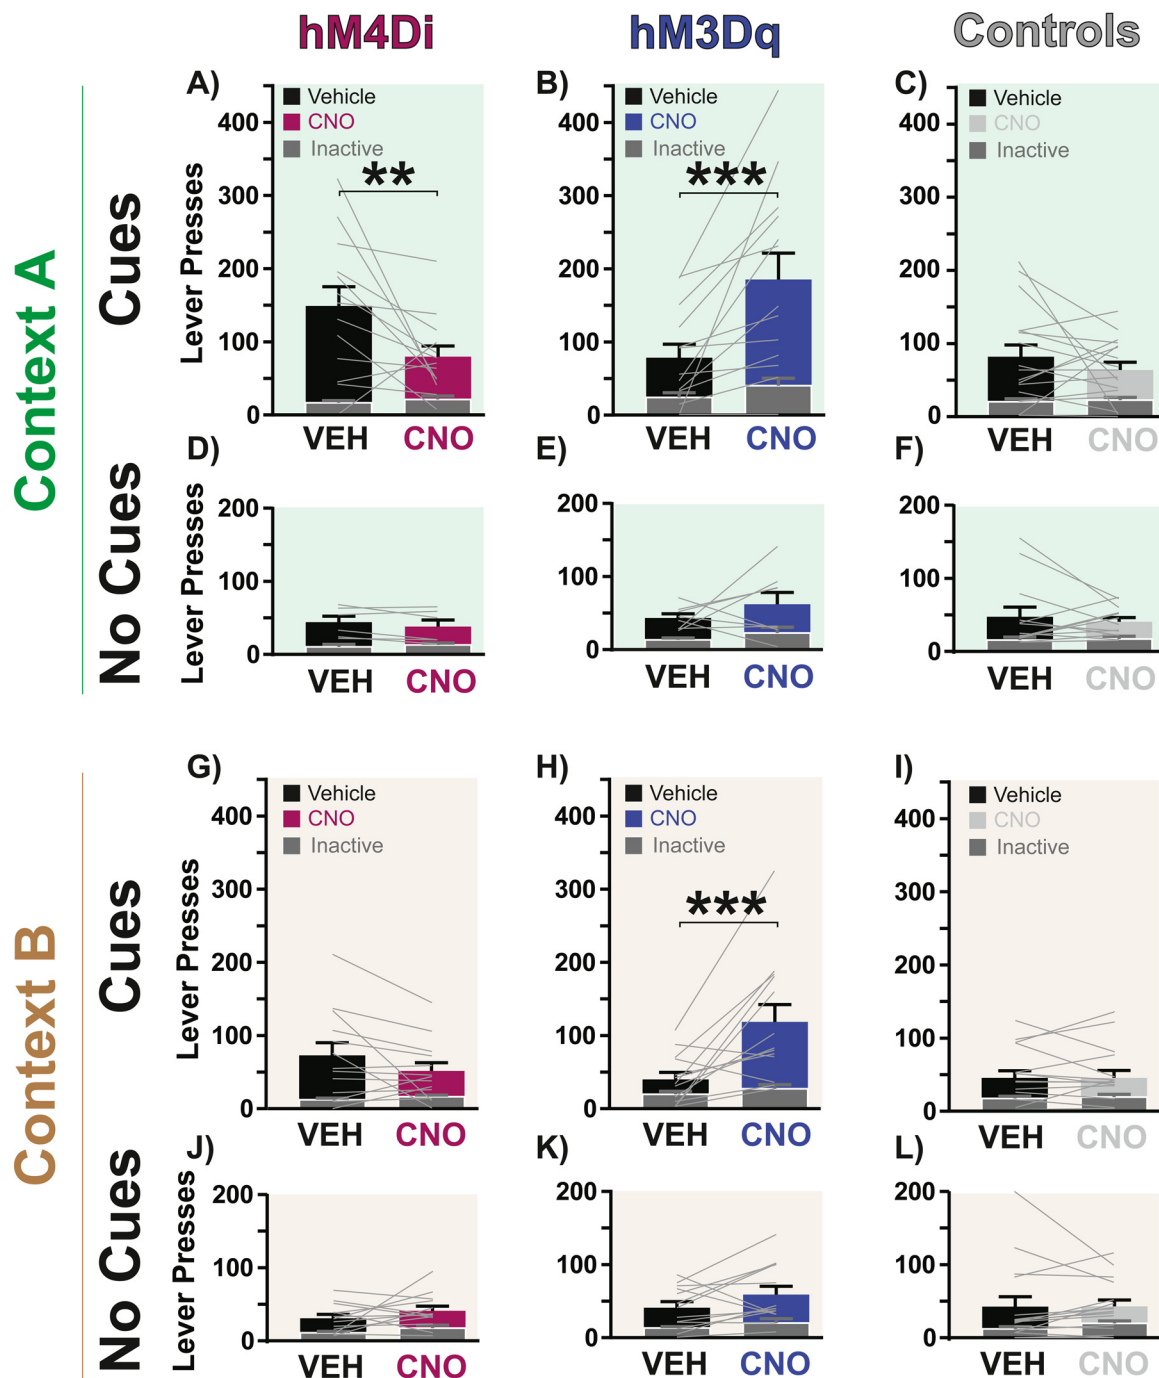 hM4Di
hM3Dq
Controls
Context A
Cues
A)
Vehicle
CNO
Inactive
**
Lever Presses
400
300
200
100
0
VEH
CNO
B)
Vehicle
CNO
Inactive
***
400
300
200
100
0
VEH
CNO
C)
Vehicle
CNO
Inactive
400
300
200
100
0
VEH
CNO
No Cues
D)
Lever Presses
200
100
0
VEH
CNO
E)
200
100
0
VEH
CNO
F)
200
100
0
VEH
CNO
Context B
Cues
G)
Vehicle
CNO
Inactive
Lever Presses
400
300
200
100
0
VEH
CNO
H)
Vehicle
CNO
Inactive
***
400
300
200
100
0
VEH
CNO
I)
Vehicle
CNO
Inactive
400
300
200
100
0
VEH
CNO
No Cues
J)
Lever Presses
200
100
0
VEH
CNO
K)
200
100
0
VEH
CNO
L)
200
100
0
VEH
CNO